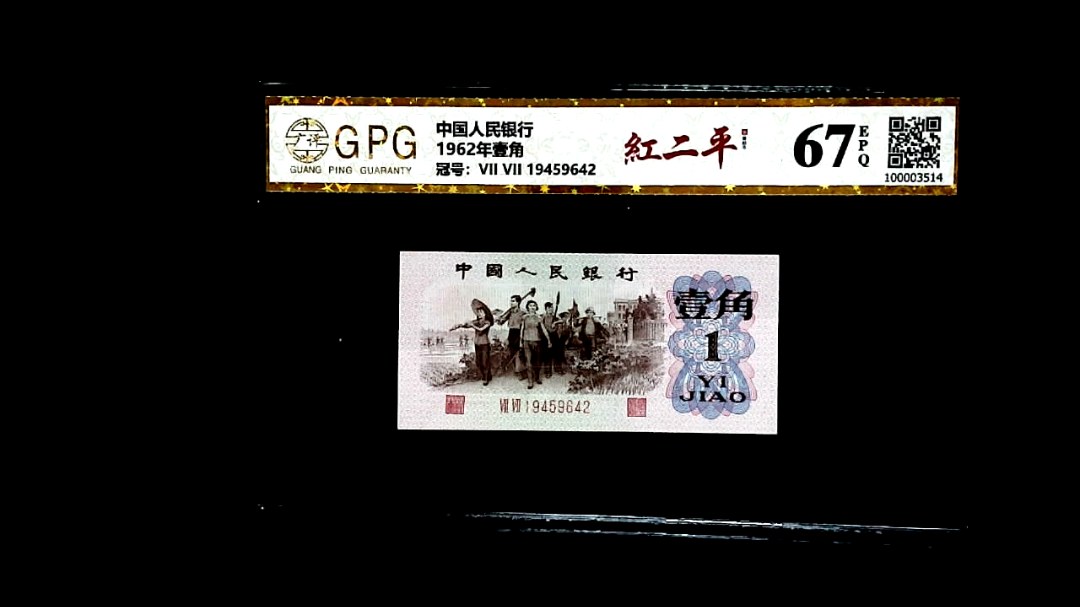 GPG
GUANG PING GUARANTY
中国人民银行
1962年壹角
冠号：VII VII 19459642
紅二平
67 EPQ
100003514
中國人民銀行
壹角
1
YI
JIAO
VII VII 19459642